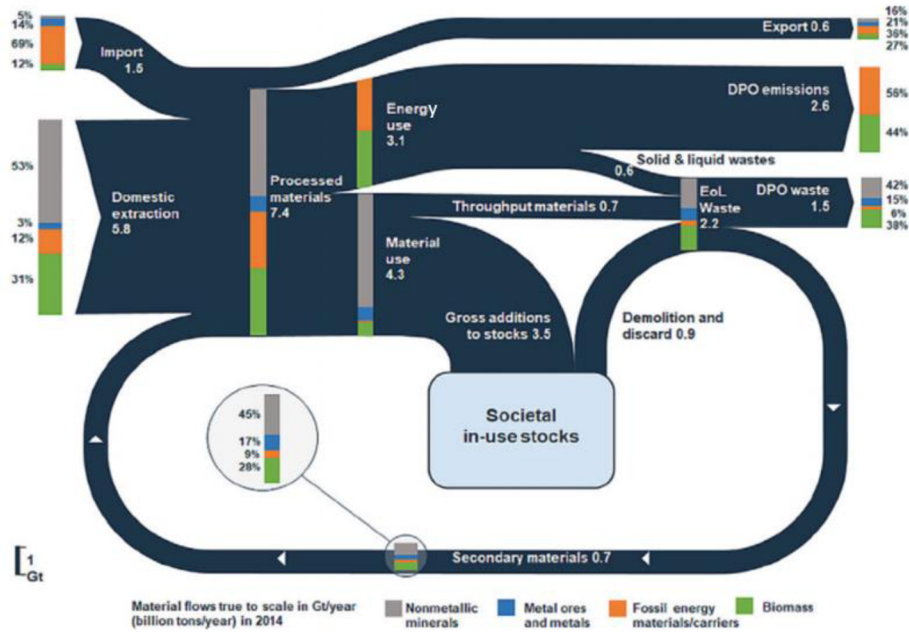 5%
14%
69%
12%
Import
1.5
Export 0.6
16%
21%
36%
27%
53%
3%
12%
31%
Domestic
extraction
5.8
Processed
materials
7.4
Energy
use
3.1
DPO emissions
2.6
56%
44%
Solid & liquid wastes
0.6
Throughput materials 0.7
EoL
Waste
2.2
DPO waste
1.5
42%
15%
6%
38%
Material
use
4.3
Gross additions
to stocks 3.5
Demolition and
discard 0.9
Societal
in-use stocks
45%
17%
9%
28%
Secondary materials 0.7
1
Gt
Material flows true to scale in Gt/year
(billion tons/year) in 2014
Nonmetallic
minerals
Metal ores
and metals
Fossil energy
materials/carriers
Biomass